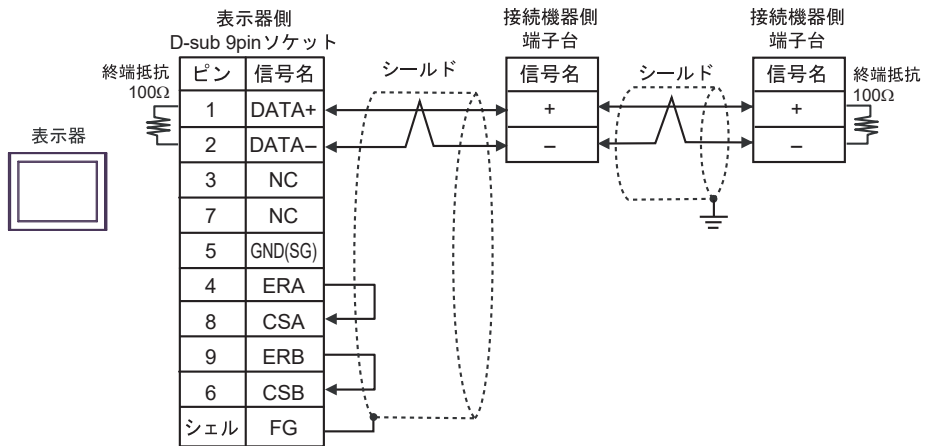 表示器側
D-sub 9pinソケット
接続機器側
端子台
接続機器側
端子台
終端抵抗
100Ω
ピン 信号名
シールド
信号名
シールド
信号名
終端抵抗
100Ω
1 DATA+
+
+
表示器
2 DATA−
−
−
3 NC
7 NC
5 GND(SG)
4 ERA
8 CSA
9 ERB
6 CSB
シェル FG